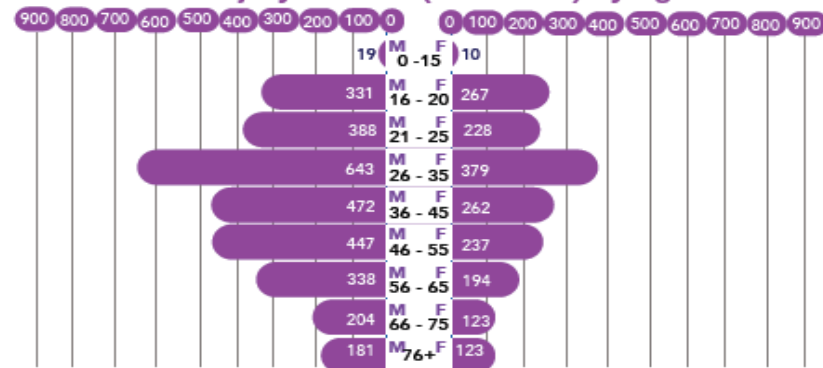 900 800 700 600 500 400 300 200 100 0 0 100 200 300 400 500 600 700 800 900
19 M F 10
0 -15
331 M F 267
16 - 20
388 M F 228
21 - 25
643 M F 379
26 - 35
472 M F 262
36 - 45
447 M F 237
46 - 55
338 M F 194
56 - 65
204 M F 123
66 - 75
181 M F 123
76+